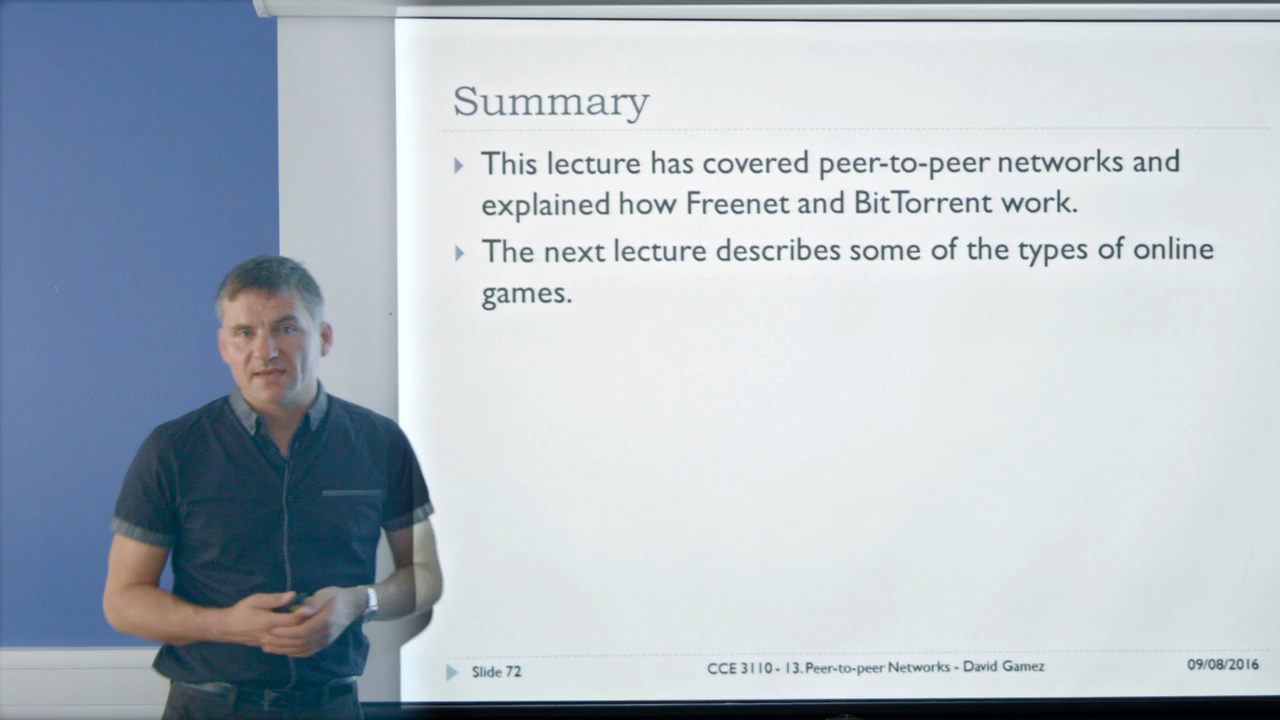 Summary
This lecture has covered peer-to-peer networks and
explained how Freenet and BitTorrent work.
The next lecture describes some of the types of online
games.
Slide 72
CCE 3110 - 13. Peer-to-peer Networks - David Gamez
09/08/2016